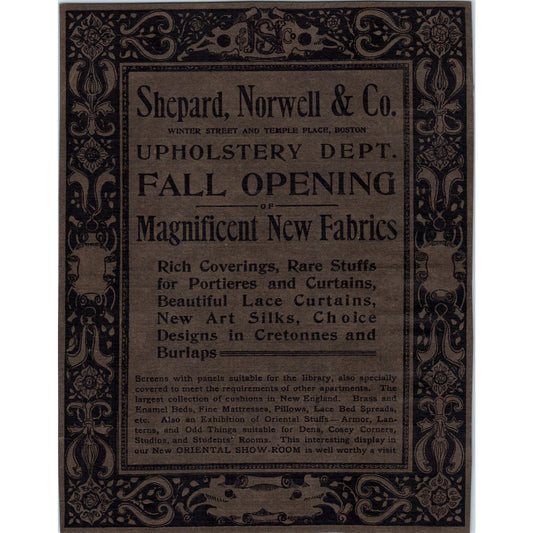 Shepard, Norwell & Co.
WINTER STREET AND TEMPLE PLACE, BOSTON
UPHOLSTERY DEPT.
FALL OPENING
OF
Magnificent New Fabrics
Rich Coverings, Rare Stuffs
for Portieres and Curtains,
Beautiful Lace Curtains,
New Art Silks, Choice
Designs in Cretonnes and
Burlaps
Screens with panels suitable for the library, also specially
covered to meet the requirements of other apartments. The
largest collection of cushions in New England. Brass and
Enamel Beds, Fine Mattresses, Pillows, Lace Bed Spreads,
etc. Also an Exhibition of Oriental Stuffs—Armor, Lan-
terns, and Odd Things suitable for Dens, Cosey Corners,
Studios, and Students' Rooms. This interesting display in
our New ORIENTAL SHOW-ROOM is well worthy a visit